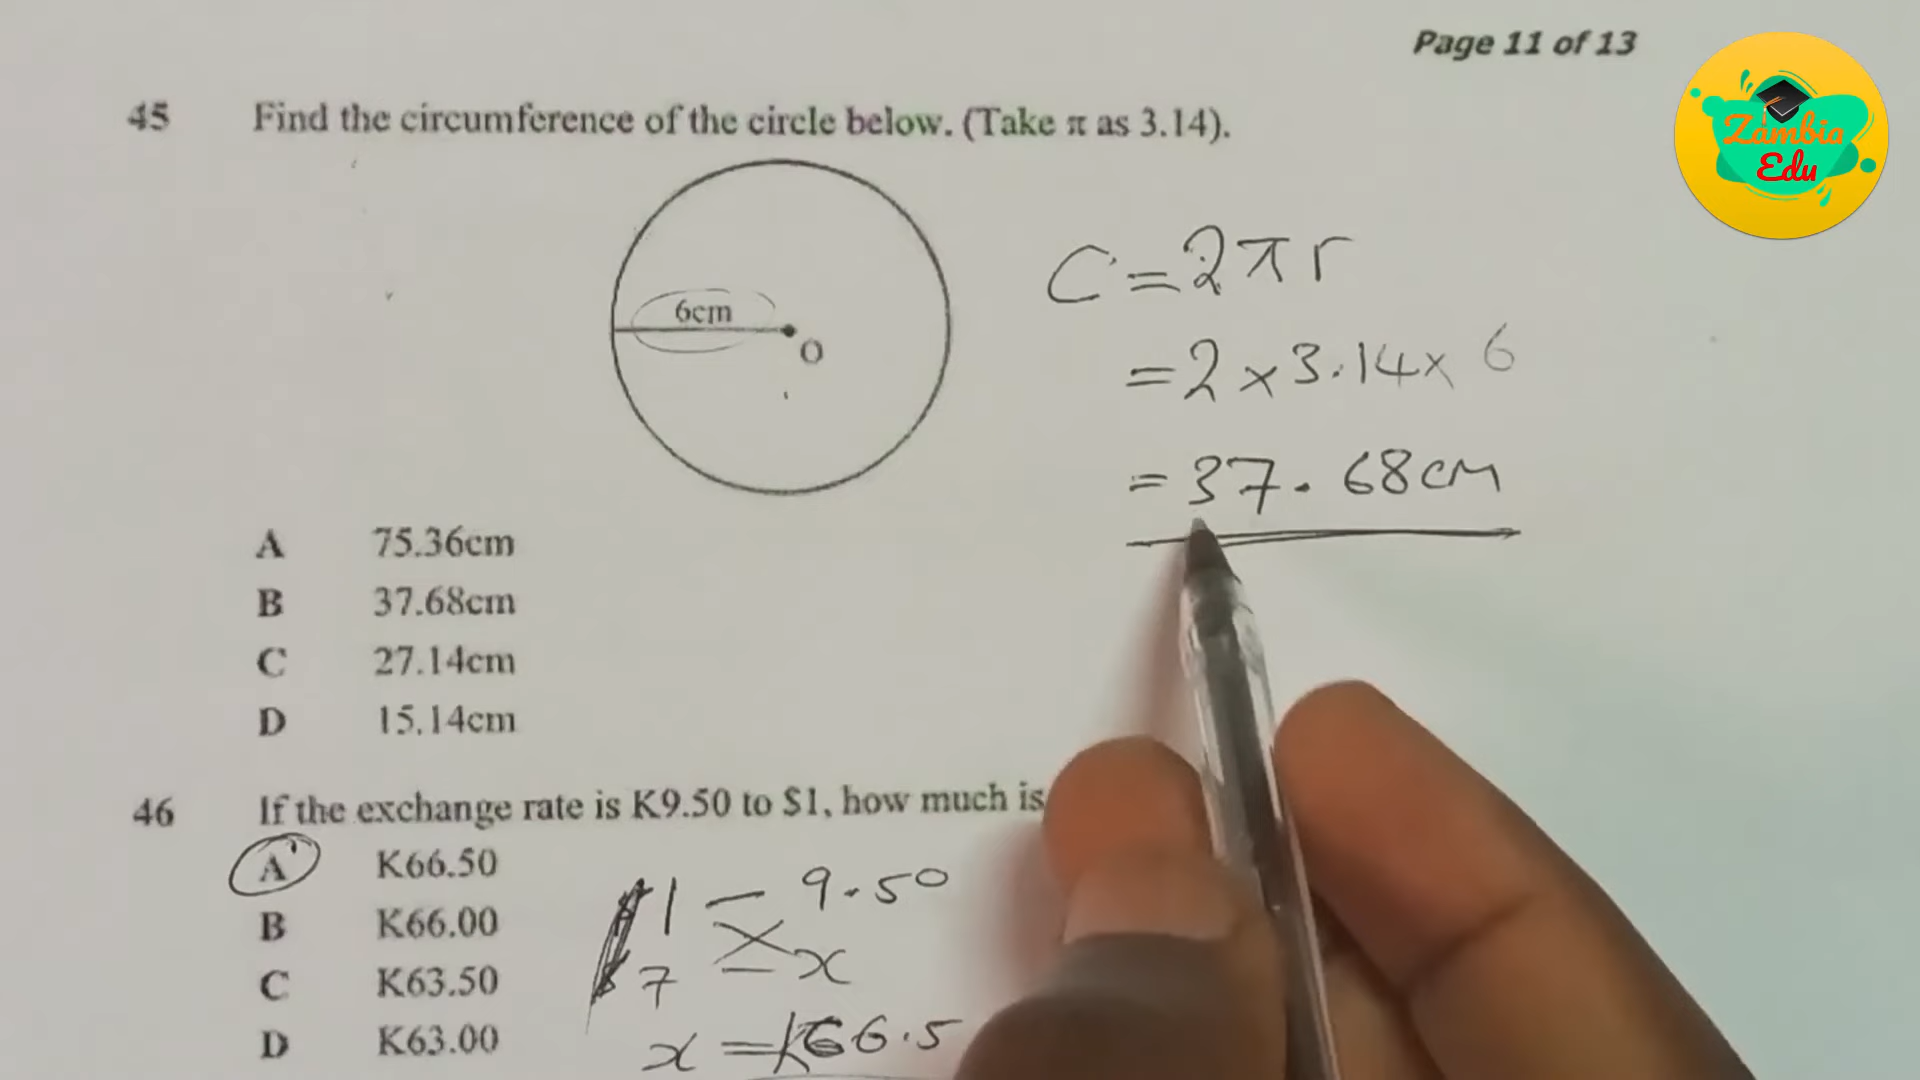 Page 11 of 13
Zambia
Edu
45 Find the circumference of the circle below. (Take π as 3.14).
6cm
O
C = 2πr
= 2 × 3.14 × 6
= 37.68cm
A 75.36cm
B 37.68cm
C 27.14cm
D 15.14cm
46 If the exchange rate is K9.50 to $1, how much is
A K66.50
B K66.00
C K63.50
D K63.00
1 — 9.50
7 — x
x = K66.5